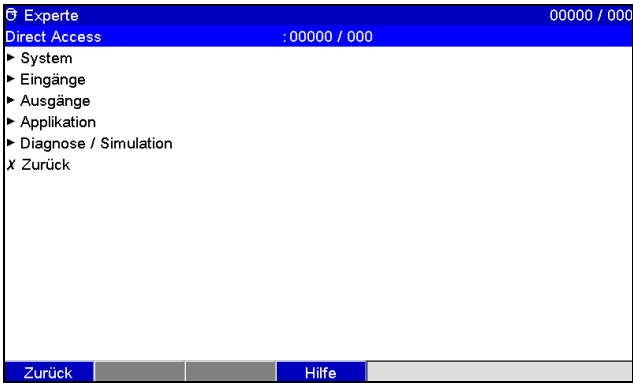 Experte 00000 / 000
Direct Access :00000 / 000
► System
► Eingänge
► Ausgänge
► Applikation
► Diagnose / Simulation
X Zurück
Zurück Hilfe